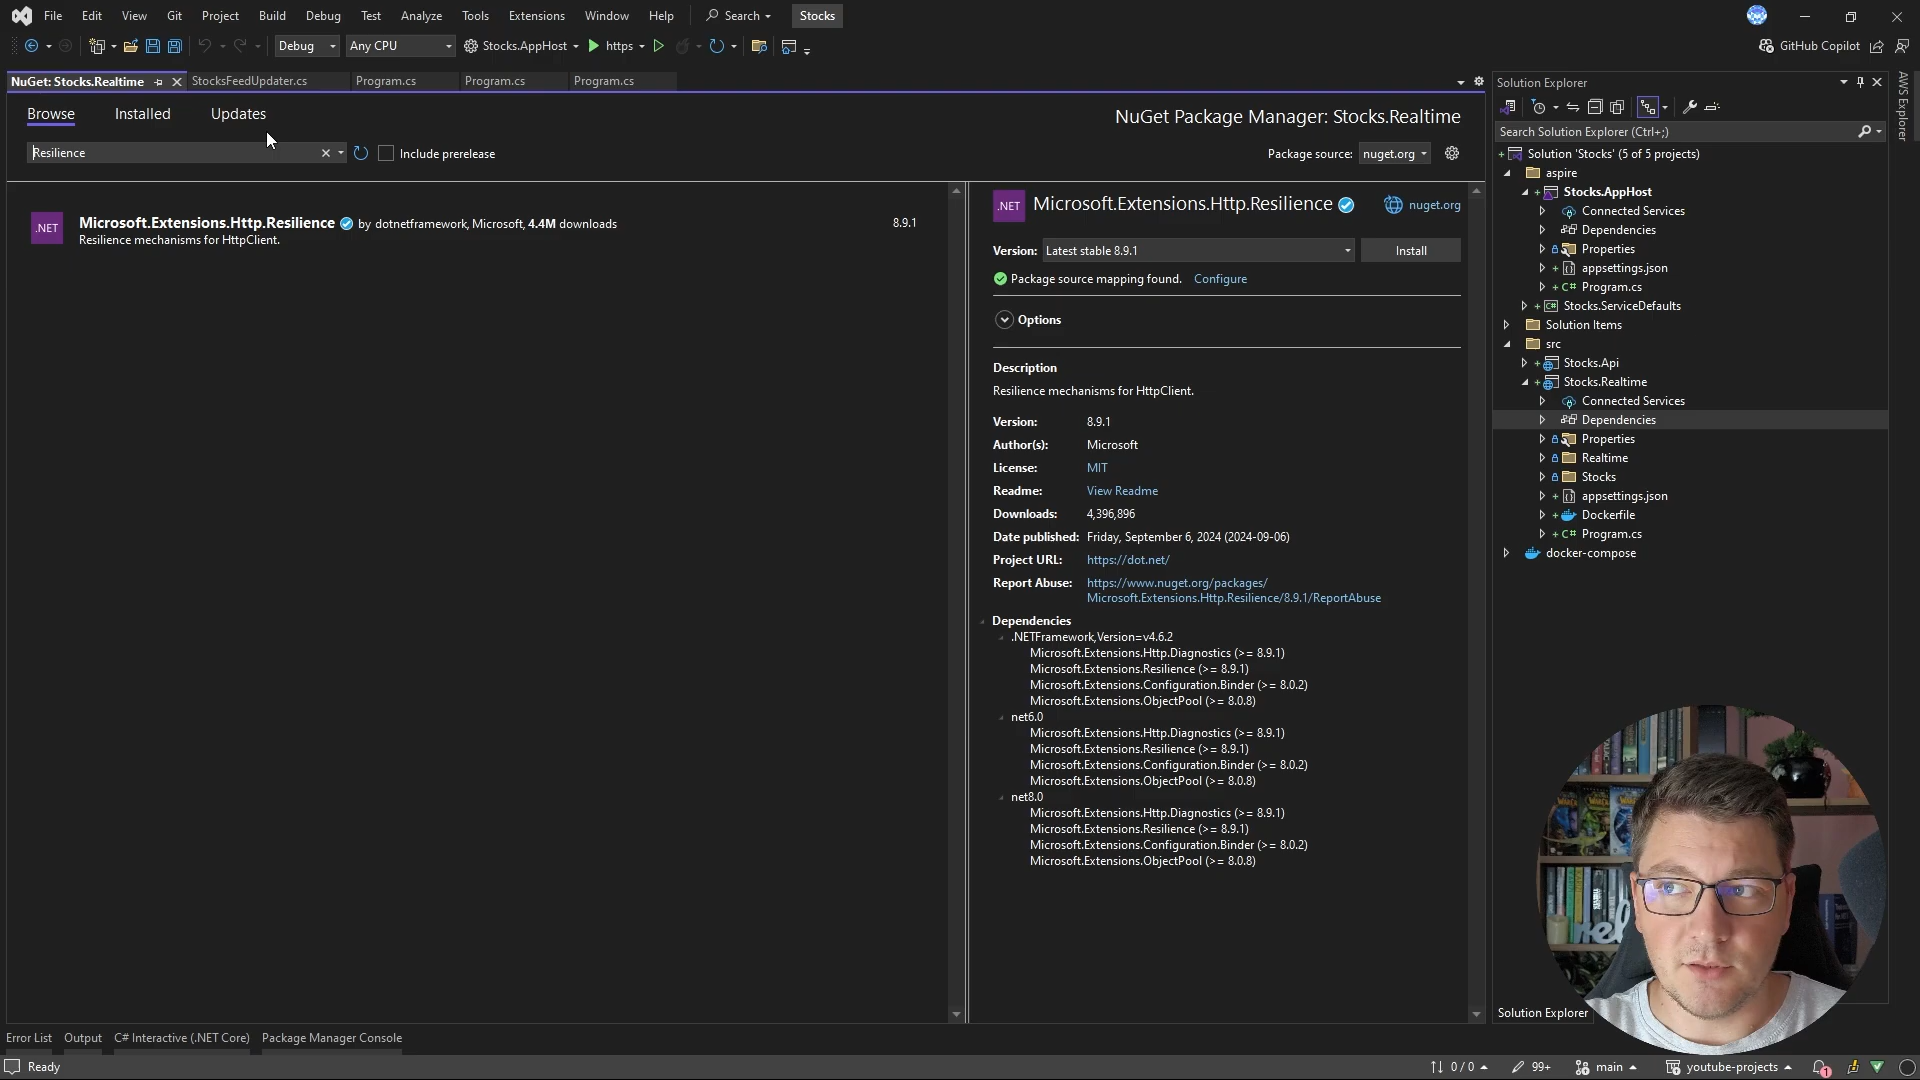 File Edit View Git Project Build Debug Test Analyze Tools Extensions Window Help Search Stocks
Debug Any CPU Stocks.AppHost https GitHub Copilot
NuGet: Stocks.Realtime StocksFeedUpdater.cs Program.cs Program.cs Program.cs
Browse Installed Updates
NuGet Package Manager: Stocks.Realtime
Resilience Include prerelease
Package source: nuget.org
.NET Microsoft.Extensions.Http.Resilience by dotnetframework, Microsoft, 4.4M downloads 8.9.1
Resilience mechanisms for HttpClient.
.NET Microsoft.Extensions.Http.Resilience nuget.org
Version: Latest stable 8.9.1 Install
Package source mapping found. Configure
Options
Description
Resilience mechanisms for HttpClient.
Version: 8.9.1
Author(s): Microsoft
License: MIT
Readme: View Readme
Downloads: 4,396,896
Date published: Friday, September 6, 2024 (2024-09-06)
Project URL: https://dot.net/
Report Abuse: https://www.nuget.org/packages/
Microsoft.Extensions.Http.Resilience/8.9.1/ReportAbuse
Dependencies
.NETFramework,Version=v4.6.2
Microsoft.Extensions.Http.Diagnostics (>= 8.9.1)
Microsoft.Extensions.Resilience (>= 8.9.1)
Microsoft.Extensions.Configuration.Binder (>= 8.0.2)
Microsoft.Extensions.ObjectPool (>= 8.0.8)
net6.0
Microsoft.Extensions.Http.Diagnostics (>= 8.9.1)
Microsoft.Extensions.Resilience (>= 8.9.1)
Microsoft.Extensions.Configuration.Binder (>= 8.0.2)
Microsoft.Extensions.ObjectPool (>= 8.0.8)
net8.0
Microsoft.Extensions.Http.Diagnostics (>= 8.9.1)
Microsoft.Extensions.Resilience (>= 8.9.1)
Microsoft.Extensions.Configuration.Binder (>= 8.0.2)
Microsoft.Extensions.ObjectPool (>= 8.0.8)
Solution Explorer
Search Solution Explorer (Ctrl+;)
Solution 'Stocks' (5 of 5 projects)
aspire
Stocks.AppHost
Connected Services
Dependencies
Properties
appsettings.json
C# Program.cs
C# Stocks.ServiceDefaults
Solution Items
src
Stocks.Api
Stocks.Realtime
Connected Services
Dependencies
Properties
Realtime
Stocks
appsettings.json
Dockerfile
C# Program.cs
docker-compose
AWS Explorer
Solution Explorer
Error List Output C# Interactive (.NET Core) Package Manager Console
Ready 0 / 0 99+ main youtube-projects 1